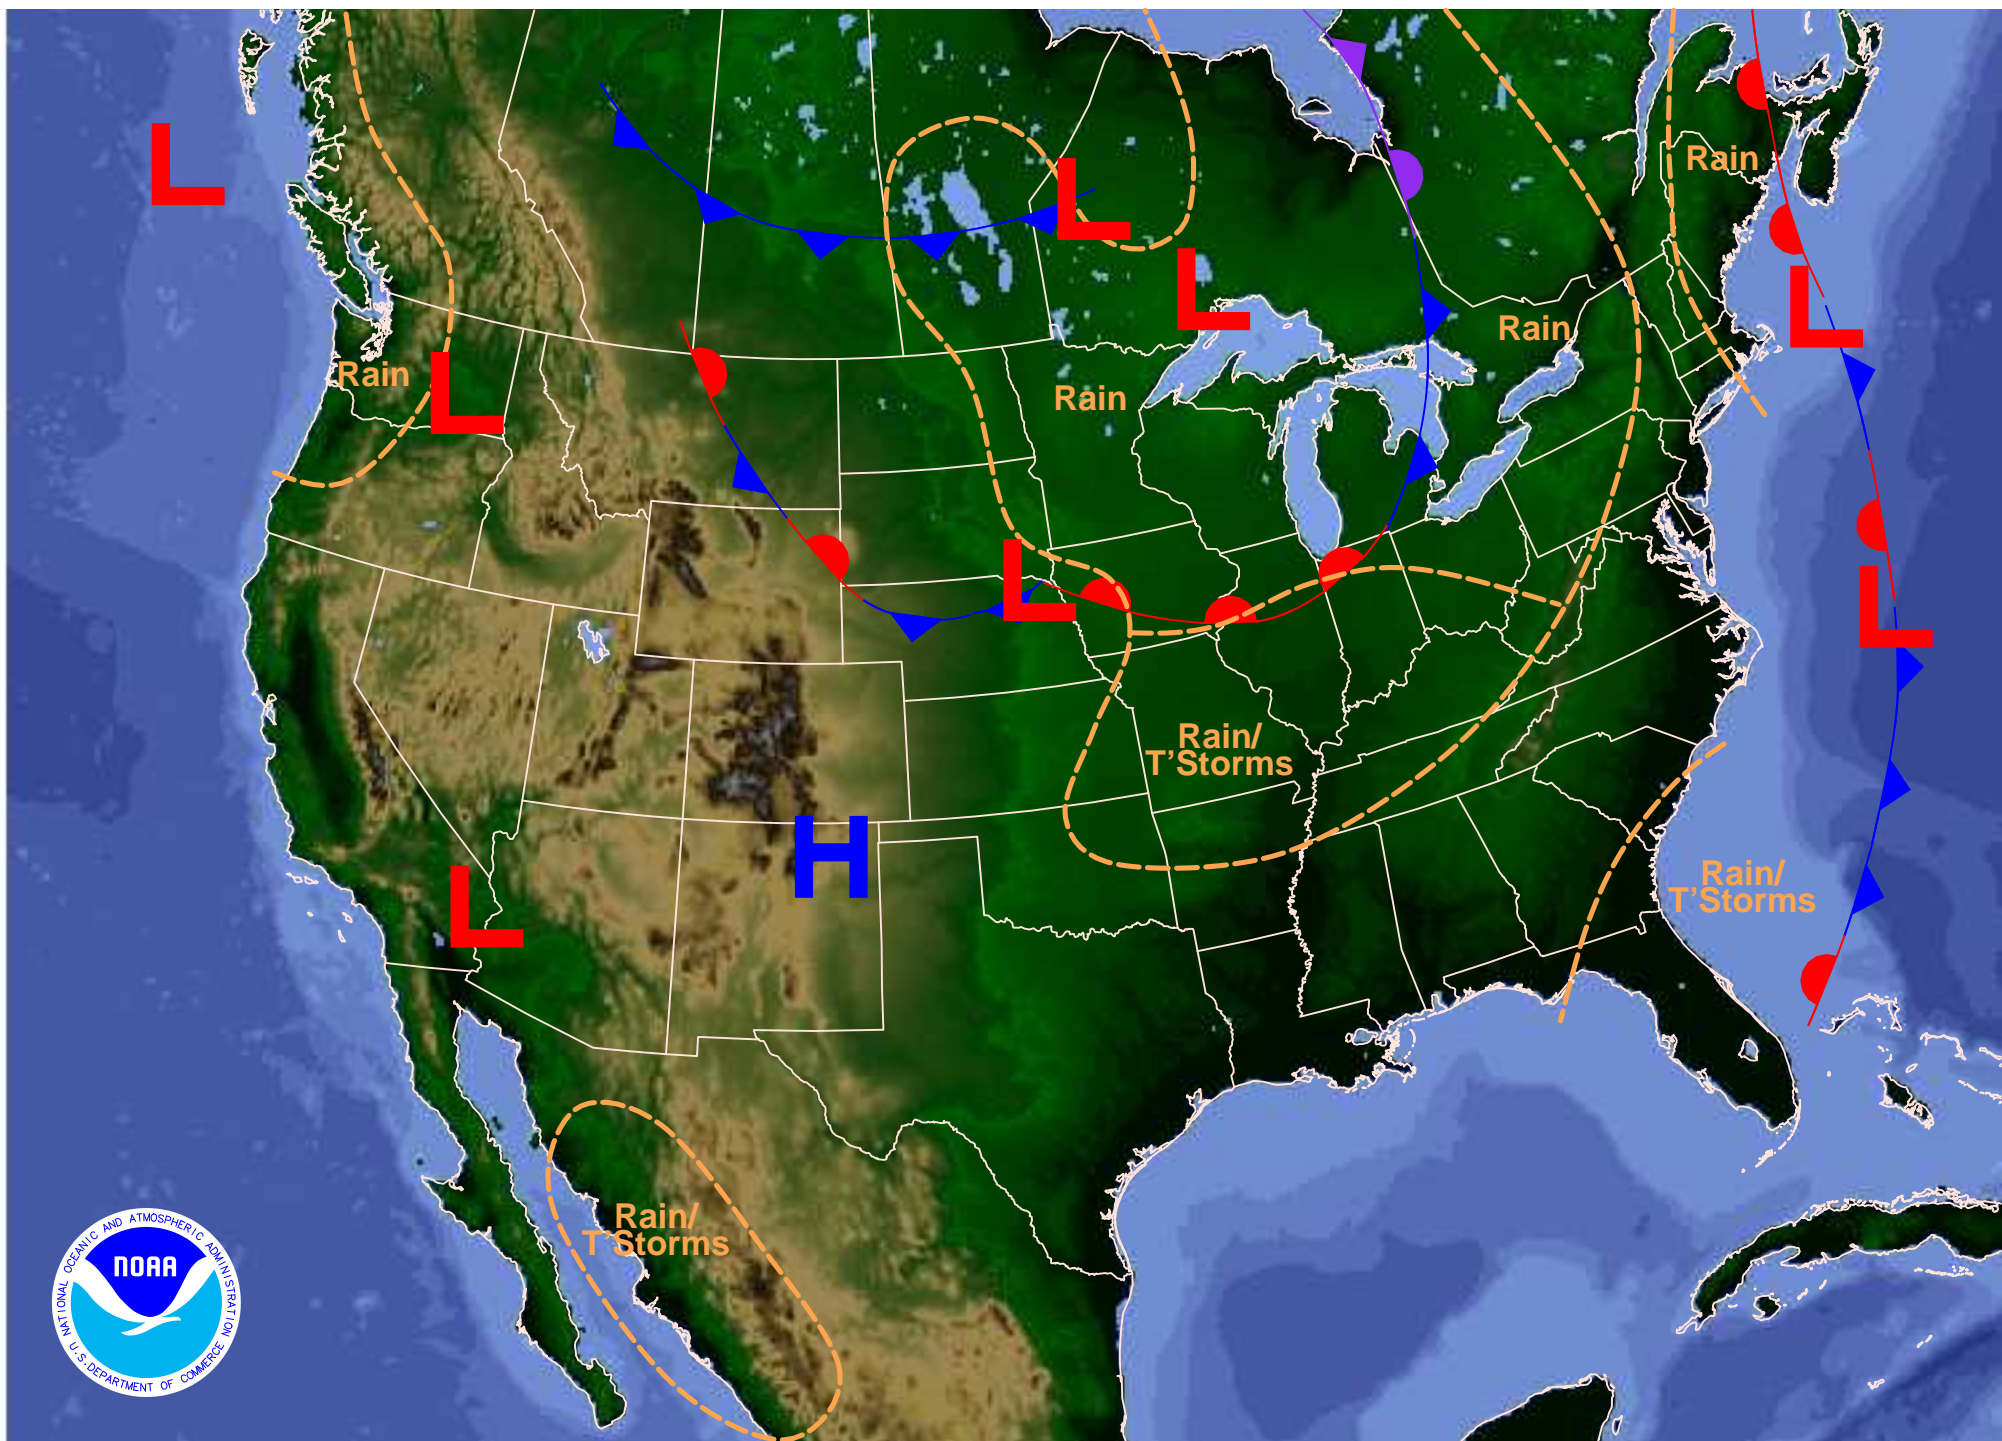 L
L
Rain
L
L
Rain
L
Rain
Rain
L
L
L
Rain/
T'Storms
H
L
Rain/
T'Storms
Rain/
T'Storms
NATIONAL OCEANIC AND ATMOSPHERIC ADMINISTRATION
NOAA
U.S. DEPARTMENT OF COMMERCE